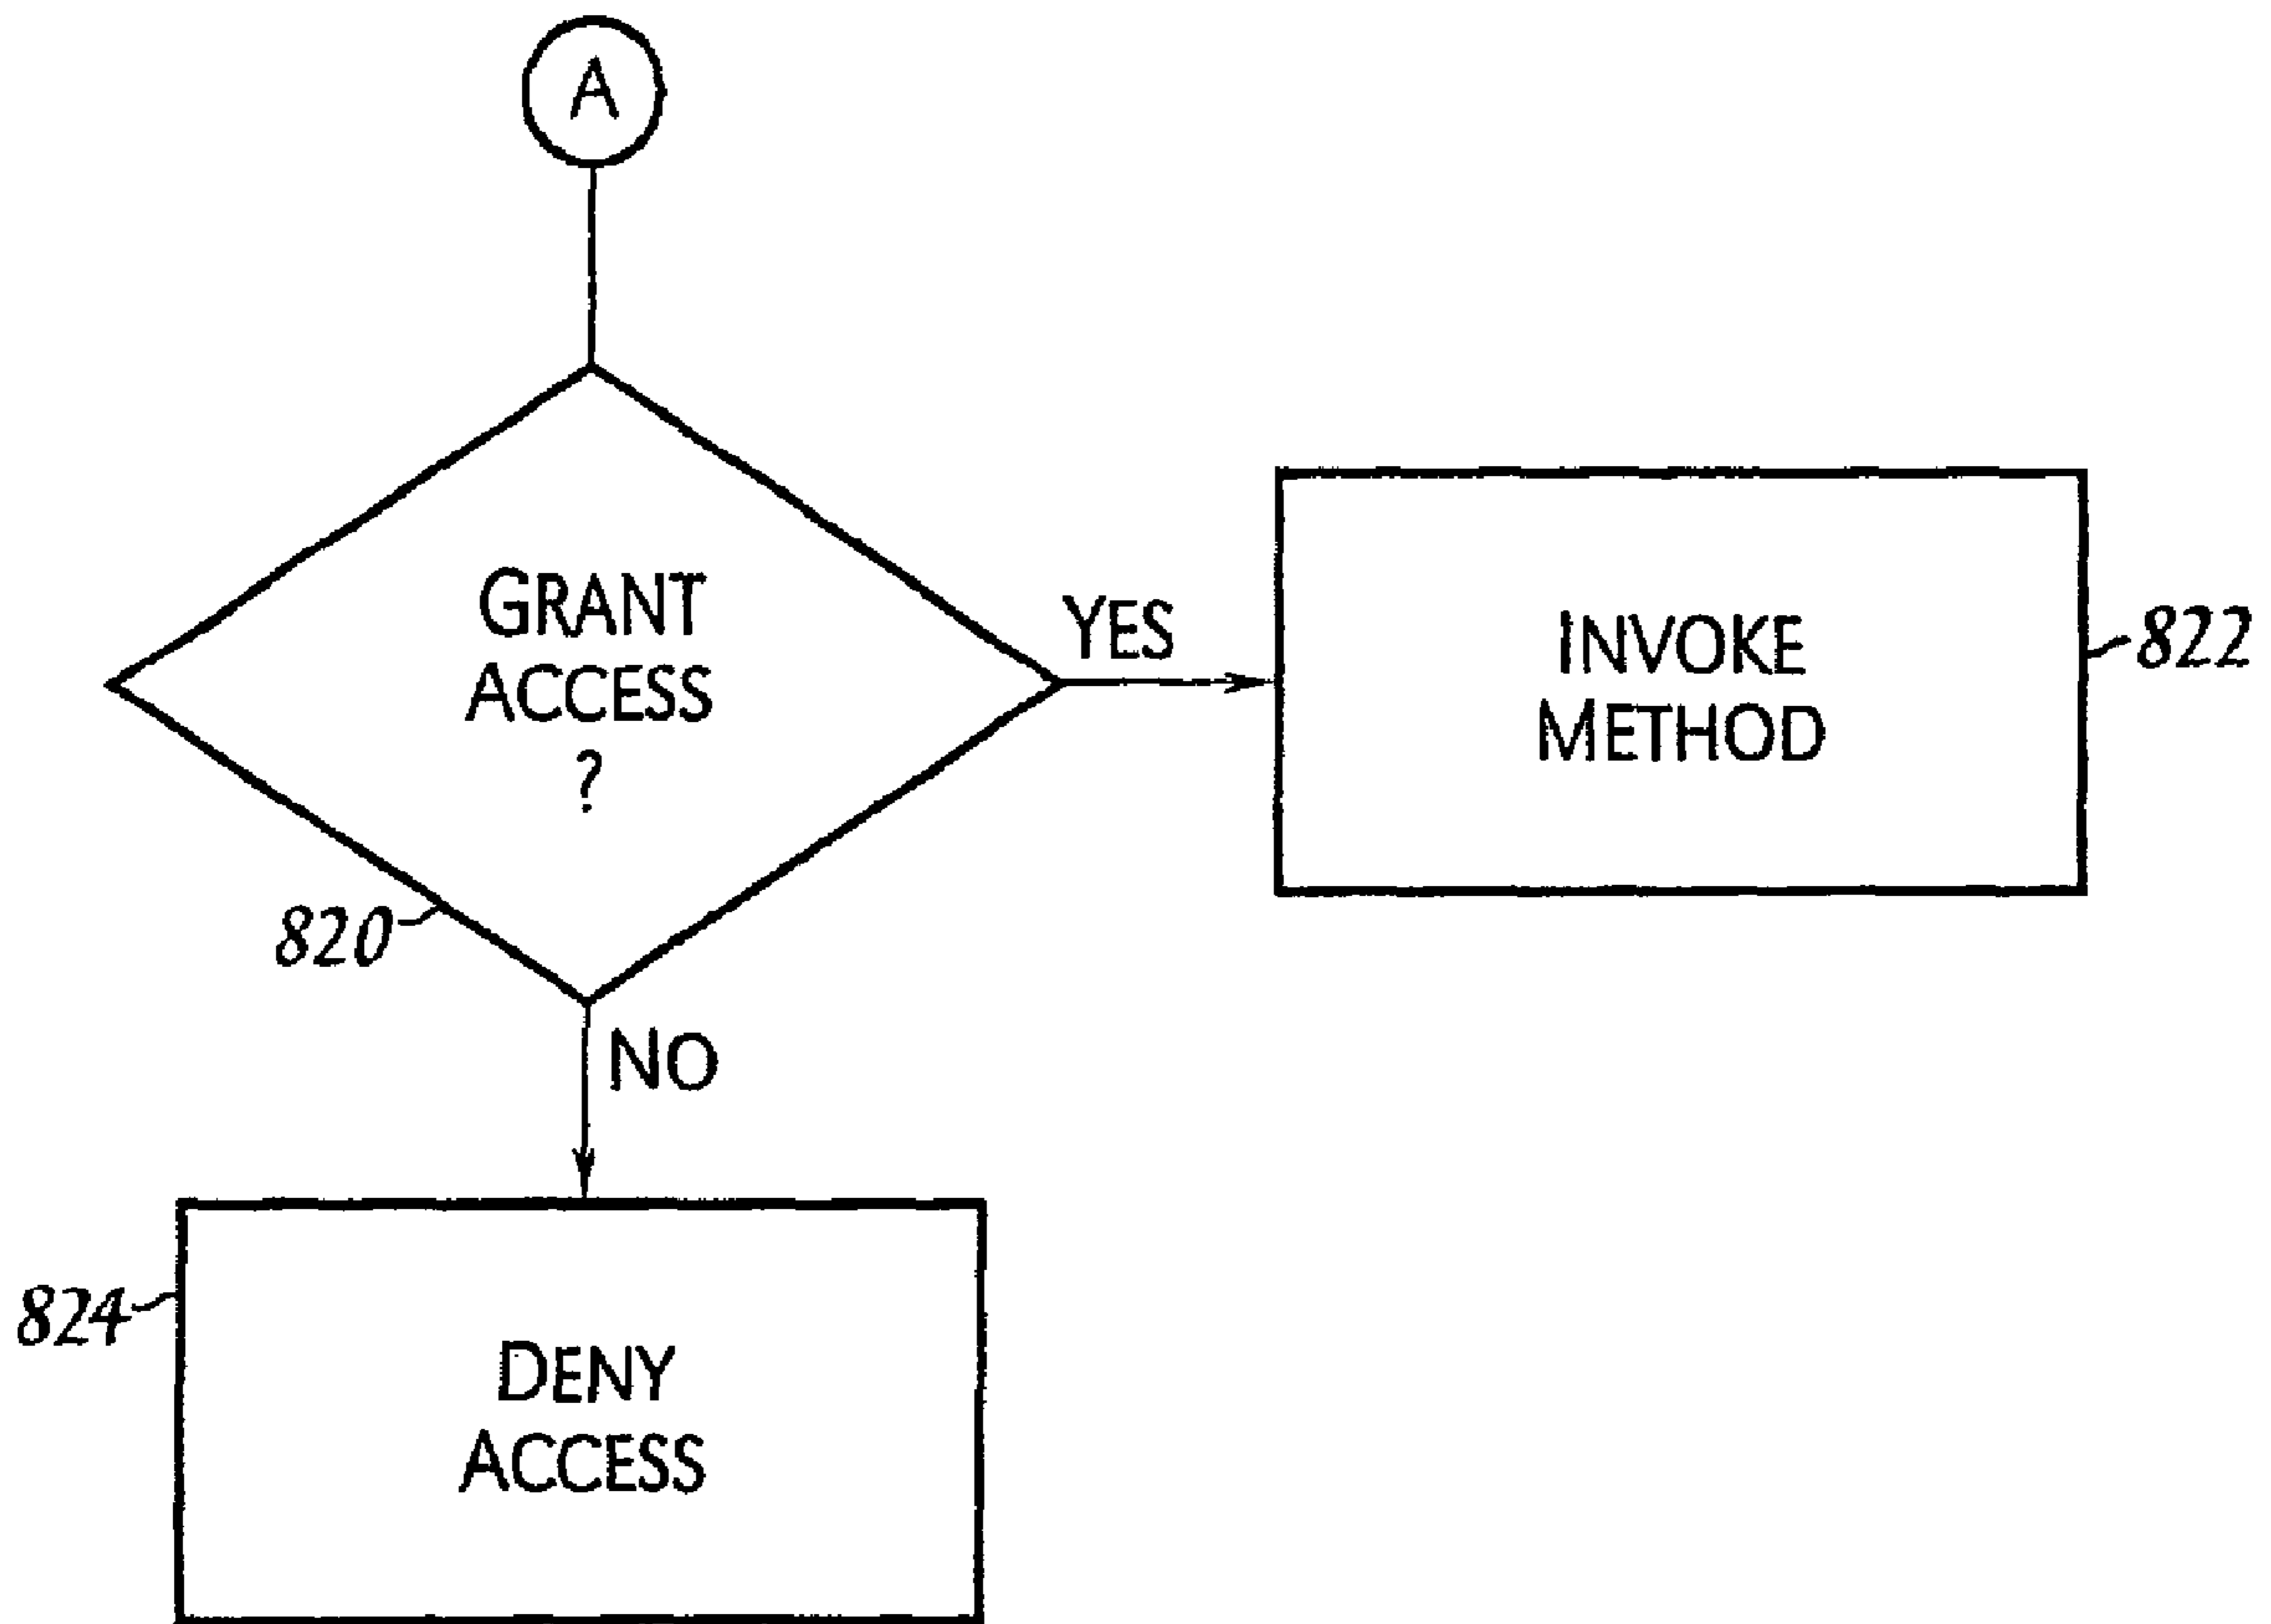 A
GRANT
ACCESS
?
YES
INVOKE
METHOD
822
820
NO
824
DENY
ACCESS